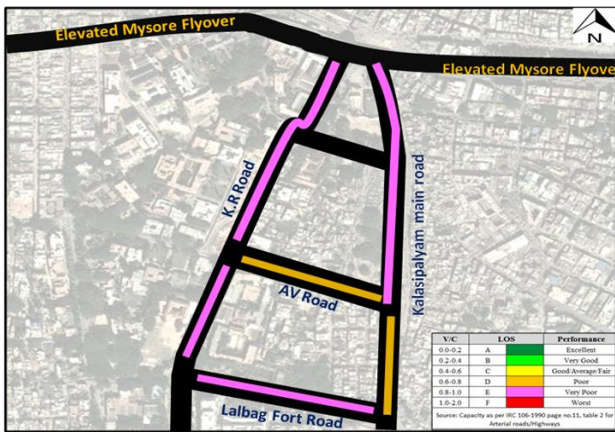 Elevated Mysore Flyover
N
Elevated Mysore Flyover
K.R Road
Kalasipalyam main road
AV Road
Lalbag Fort Road
V/C LOS Performance
0.0-0.2 A Excellent
0.2-0.4 B Very Good
0.4-0.6 C Good/Average/Fair
0.6-0.8 D Poor
0.8-1.0 E Very Poor
1.0-2.0 F Worst
Source: Capacity as per IRC 106-1990 page no.11, table 2 for
Arterial roads/Highways